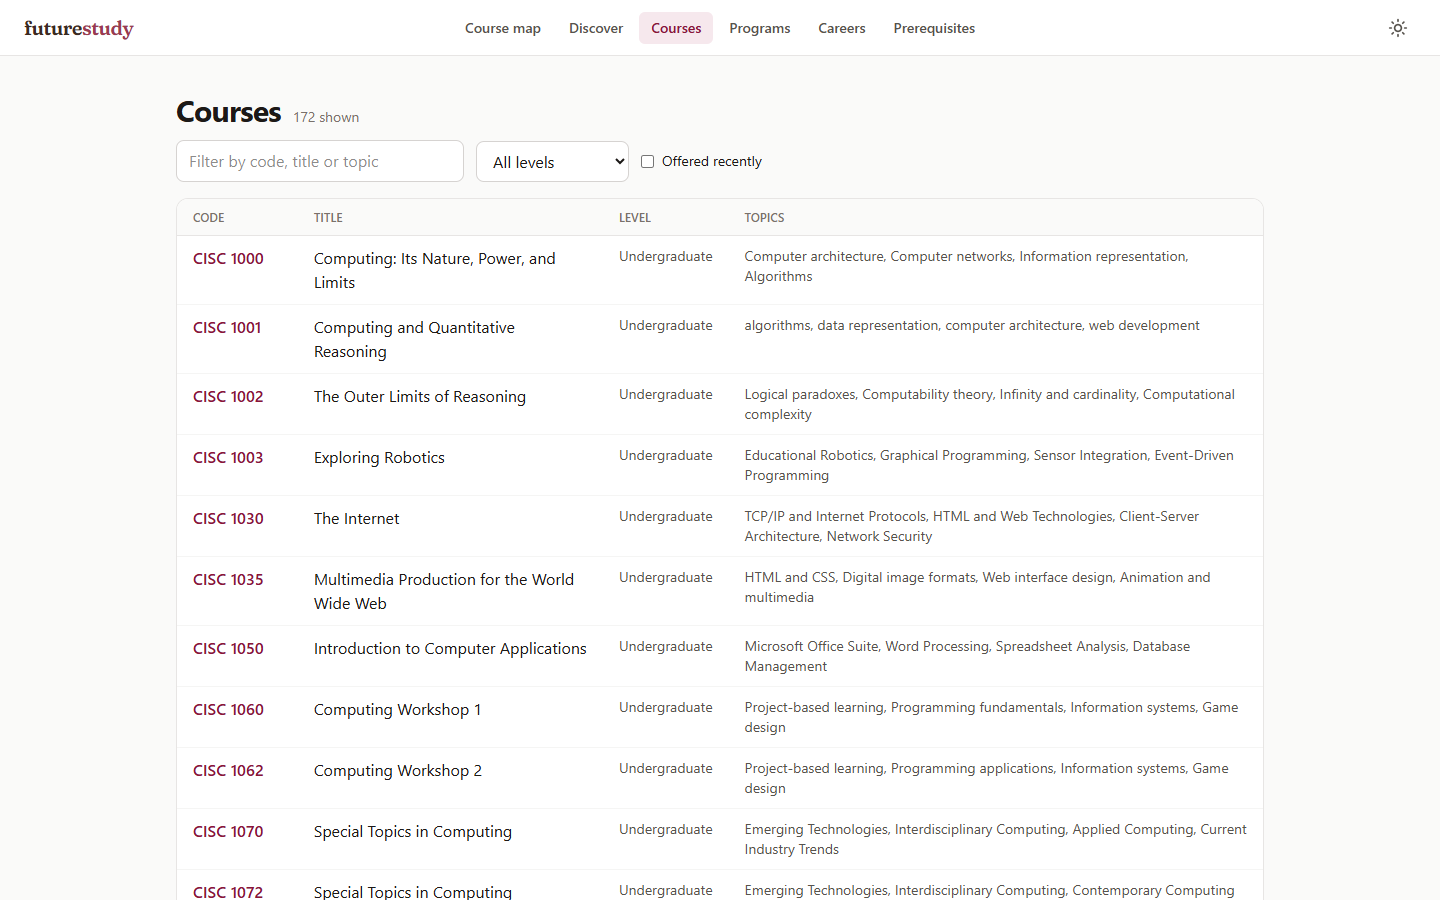 futurestudy
Course map
Discover
Courses
Programs
Careers
Prerequisites
Courses
172 shown
Filter by code, title or topic
All levels
Offered recently
CODE
TITLE
LEVEL
TOPICS
CISC 1000
Computing: Its Nature, Power, and
Limits
Undergraduate
Computer architecture, Computer networks, Information representation,
Algorithms
CISC 1001
Computing and Quantitative
Reasoning
Undergraduate
algorithms, data representation, computer architecture, web development
CISC 1002
The Outer Limits of Reasoning
Undergraduate
Logical paradoxes, Computability theory, Infinity and cardinality, Computational
complexity
CISC 1003
Exploring Robotics
Undergraduate
Educational Robotics, Graphical Programming, Sensor Integration, Event-Driven
Programming
CISC 1030
The Internet
Undergraduate
TCP/IP and Internet Protocols, HTML and Web Technologies, Client-Server
Architecture, Network Security
CISC 1035
Multimedia Production for the World
Wide Web
Undergraduate
HTML and CSS, Digital image formats, Web interface design, Animation and
multimedia
CISC 1050
Introduction to Computer Applications
Undergraduate
Microsoft Office Suite, Word Processing, Spreadsheet Analysis, Database
Management
CISC 1060
Computing Workshop 1
Undergraduate
Project-based learning, Programming fundamentals, Information systems, Game
design
CISC 1062
Computing Workshop 2
Undergraduate
Project-based learning, Programming applications, Information systems, Game
design
CISC 1070
Special Topics in Computing
Undergraduate
Emerging Technologies, Interdisciplinary Computing, Applied Computing, Current
Industry Trends
CISC 1072
Special Topics in Computing
Undergraduate
Emerging Technologies, Interdisciplinary Computing, Contemporary Computing